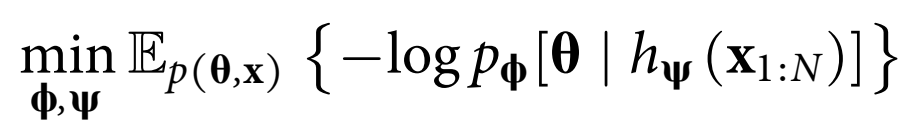 min_{ϕ,ψ} 𝔼_{p(θ,x)} {−log p_ϕ[θ | h_ψ(x_{1:N})]}